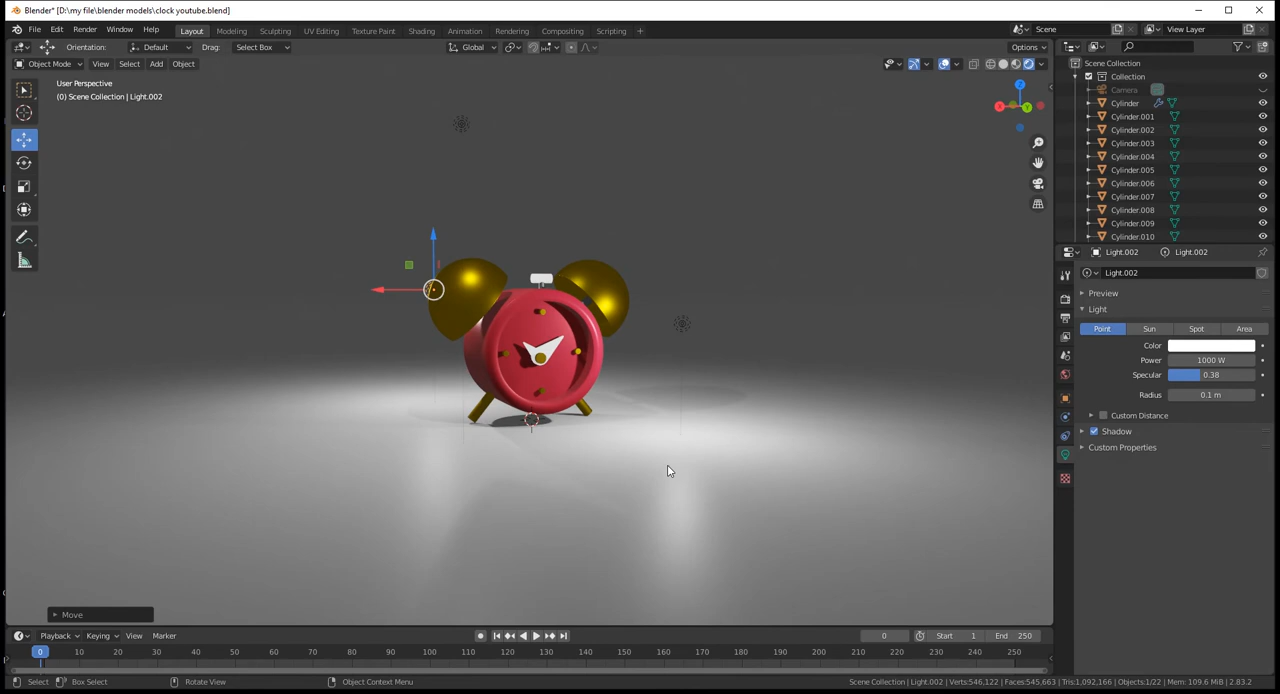 Blender* [D:\my file\blender models\clock youtube.blend]
File Edit Render Window Help Layout Modeling Sculpting UV Editing Texture Paint Shading Animation Rendering Compositing Scripting + Scene View Layer
Orientation: Default Drag: Select Box Global Options
Object Mode View Select Add Object
User Perspective
(0) Scene Collection | Light.002
Z
X
Y
Scene Collection
Collection
Camera
Cylinder
Cylinder.001
Cylinder.002
Cylinder.003
Cylinder.004
Cylinder.005
Cylinder.006
Cylinder.007
Cylinder.008
Cylinder.009
Cylinder.010
Light.002 Light.002
Light.002
Preview
Light
Point Sun Spot Area
Color
Power 1000 W
Specular 0.38
Radius 0.1 m
Custom Distance
Shadow
Custom Properties
Move
Playback Keying View Marker 0 Start 1 End 250
0 10 20 30 40 50 60 70 80 90 100 110 120 130 140 150 160 170 180 190 200 210 220 230 240 250
Select Box Select Rotate View Object Context Menu Scene Collection | Light.002 | Verts:546,122 | Faces:545,663 | Tris:1,092,166 | Objects:1/22 | Mem: 109.6 MiB | 2.83.2